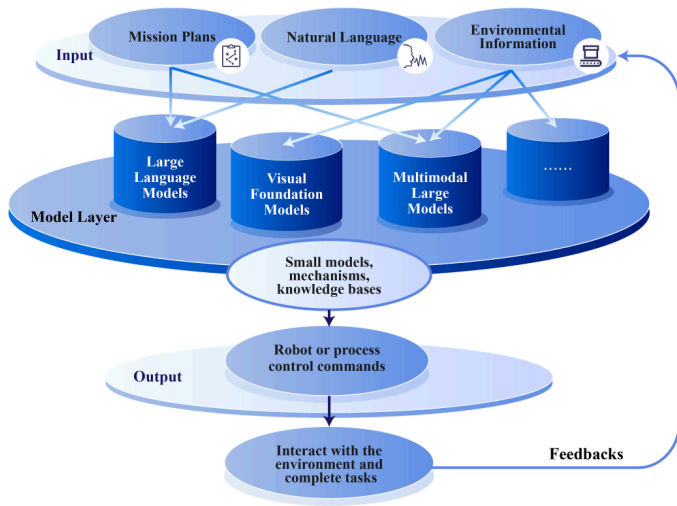 Mission Plans
Natural Language
Environmental
Information
Input
Large
Language
Models
Visual
Foundation
Models
Multimodal
Large
Models
......
Model Layer
Small models,
mechanisms,
knowledge bases
Robot or process
control commands
Output
Interact with the
environment and
complete tasks
Feedbacks